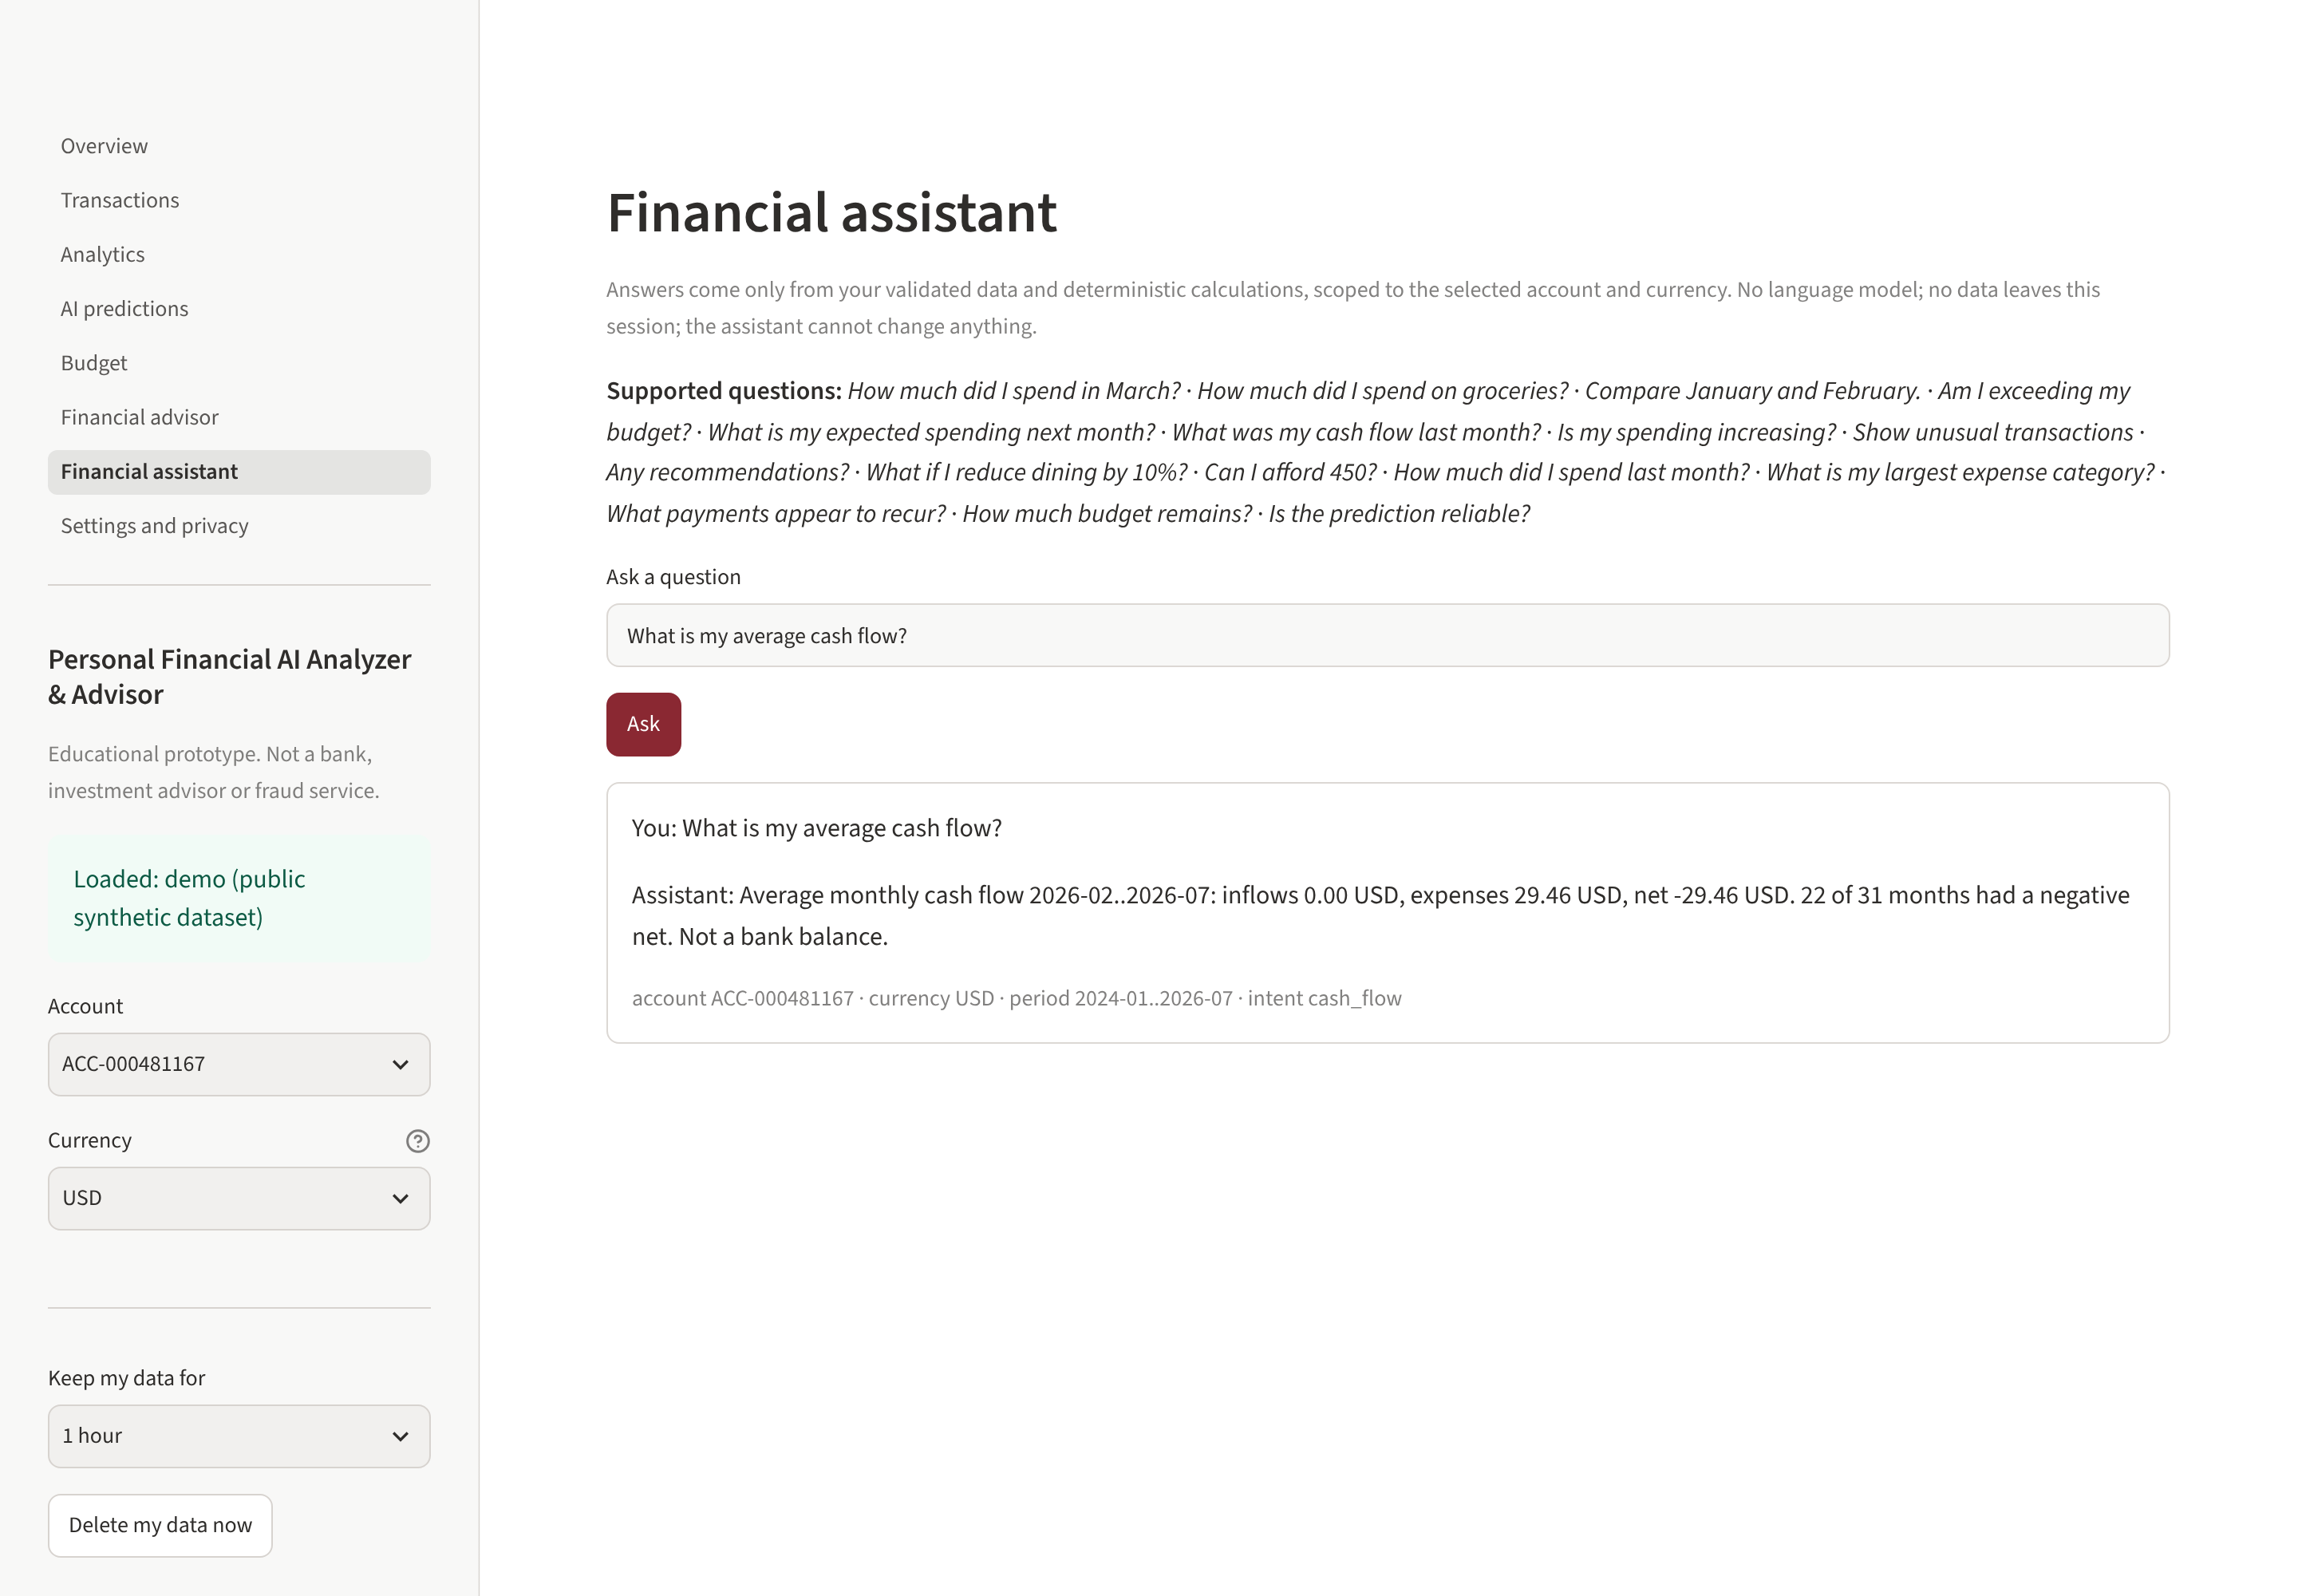 Overview
Transactions
Analytics
AI predictions
Budget
Financial advisor
Financial assistant
Settings and privacy
Personal Financial AI Analyzer
& Advisor
Educational prototype. Not a bank,
investment advisor or fraud service.
Loaded: demo (public
synthetic dataset)
Account
ACC-000481167
Currency
USD
Keep my data for
1 hour
Delete my data now
Financial assistant
Answers come only from your validated data and deterministic calculations, scoped to the selected account and currency. No language model; no data leaves this
session; the assistant cannot change anything.
Supported questions: How much did I spend in March? · How much did I spend on groceries? · Compare January and February. · Am I exceeding my
budget? · What is my expected spending next month? · What was my cash flow last month? · Is my spending increasing? · Show unusual transactions ·
Any recommendations? · What if I reduce dining by 10%? · Can I afford 450? · How much did I spend last month? · What is my largest expense category? ·
What payments appear to recur? · How much budget remains? · Is the prediction reliable?
Ask a question
What is my average cash flow?
Ask
You: What is my average cash flow?
Assistant: Average monthly cash flow 2026-02..2026-07: inflows 0.00 USD, expenses 29.46 USD, net -29.46 USD. 22 of 31 months had a negative
net. Not a bank balance.
account ACC-000481167 · currency USD · period 2024-01..2026-07 · intent cash_flow